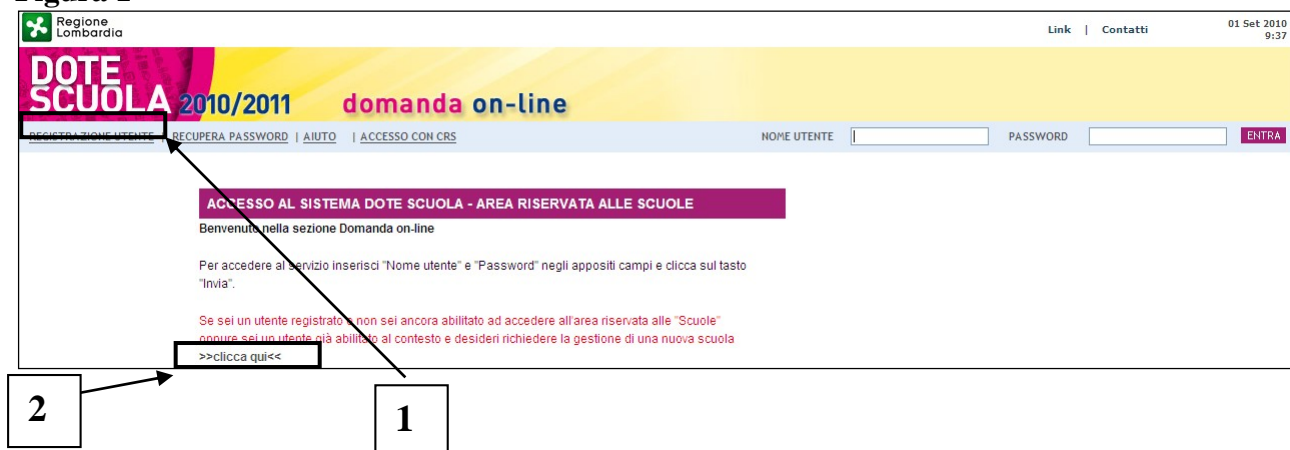 Regione
Lombardia
Link | Contatti
01 Set 2010
9:37
DOTE
SCUOLA 2010/2011 domanda on-line
REGISTRAZIONE UTENTE | RECUPERA PASSWORD | AIUTO | ACCESSO CON CRS NOME UTENTE PASSWORD ENTRA
ACCESSO AL SISTEMA DOTE SCUOLA - AREA RISERVATA ALLE SCUOLE
Benvenuto nella sezione Domanda on-line
Per accedere al servizio inserisci "Nome utente" e "Password" negli appositi campi e clicca sul tasto
"Invia".
Se sei un utente registrato e non sei ancora abilitato ad accedere all'area riservata alle "Scuole"
oppure sei un utente già abilitato al contesto e desideri richiedere la gestione di una nuova scuola
>>clicca qui<<
2
1